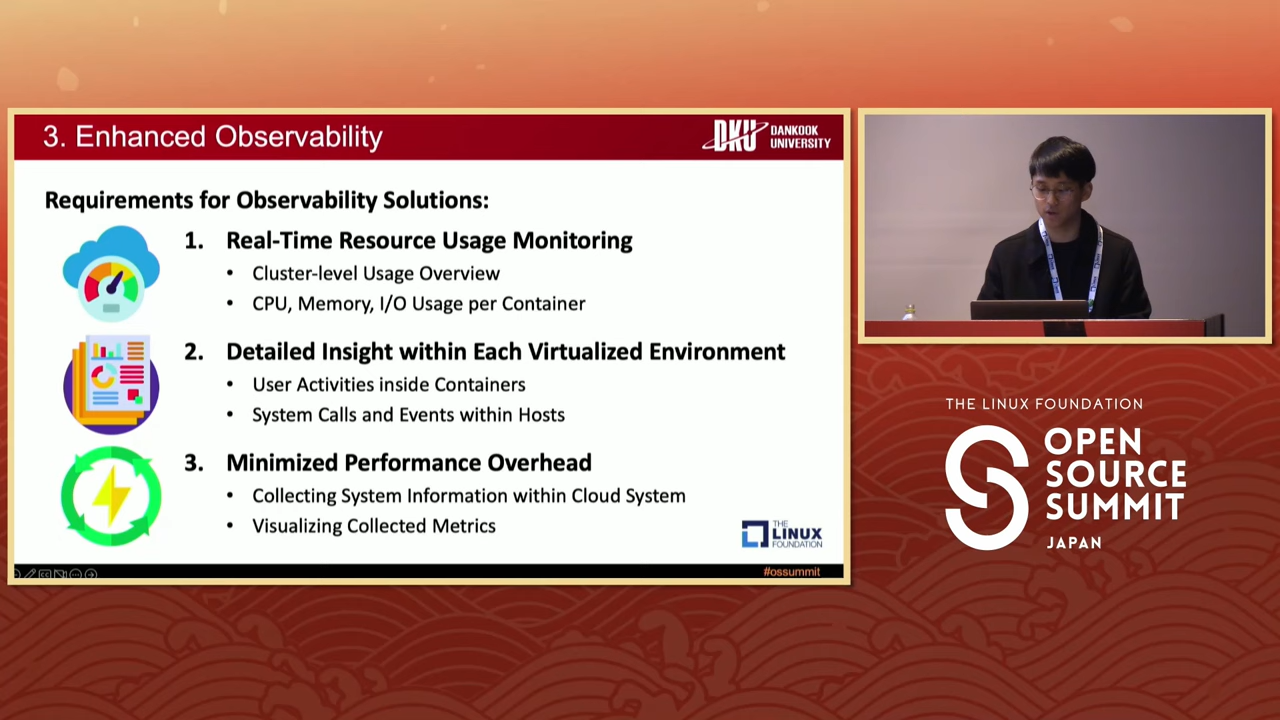 3. Enhanced Observability
DKU DANKOOK
UNIVERSITY
Requirements for Observability Solutions:
1. Real-Time Resource Usage Monitoring
• Cluster-level Usage Overview
• CPU, Memory, I/O Usage per Container
2. Detailed Insight within Each Virtualized Environment
• User Activities inside Containers
• System Calls and Events within Hosts
3. Minimized Performance Overhead
• Collecting System Information within Cloud System
• Visualizing Collected Metrics
THE
LINUX
FOUNDATION
#ossummit
THE LINUX FOUNDATION
OPEN
SOURCE
SUMMIT
JAPAN